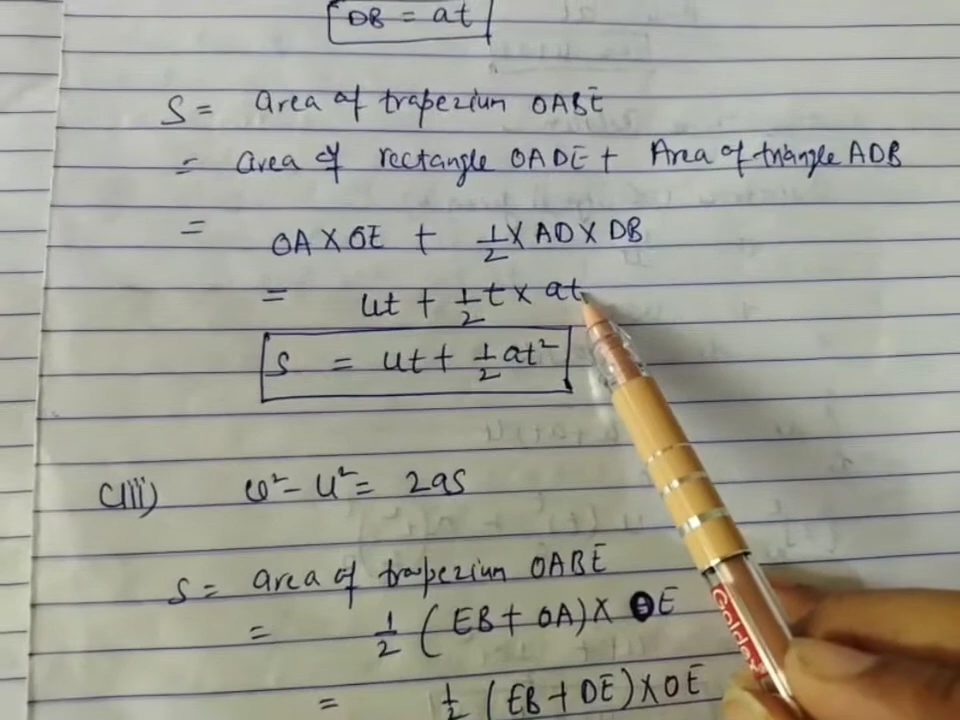 DB = at
S = area of trapezium OABE
= area of rectangle OADE + Area of triangle ADB
= OA X OE + 1/2 X AD X DB
= ut + 1/2 t x at
S = ut + 1/2 at²
(iii) v² - u² = 2as
S = area of trapezium OABE
= 1/2 (EB + OA) X OE
= 1/2 (EB + DE) X OE
Goldex